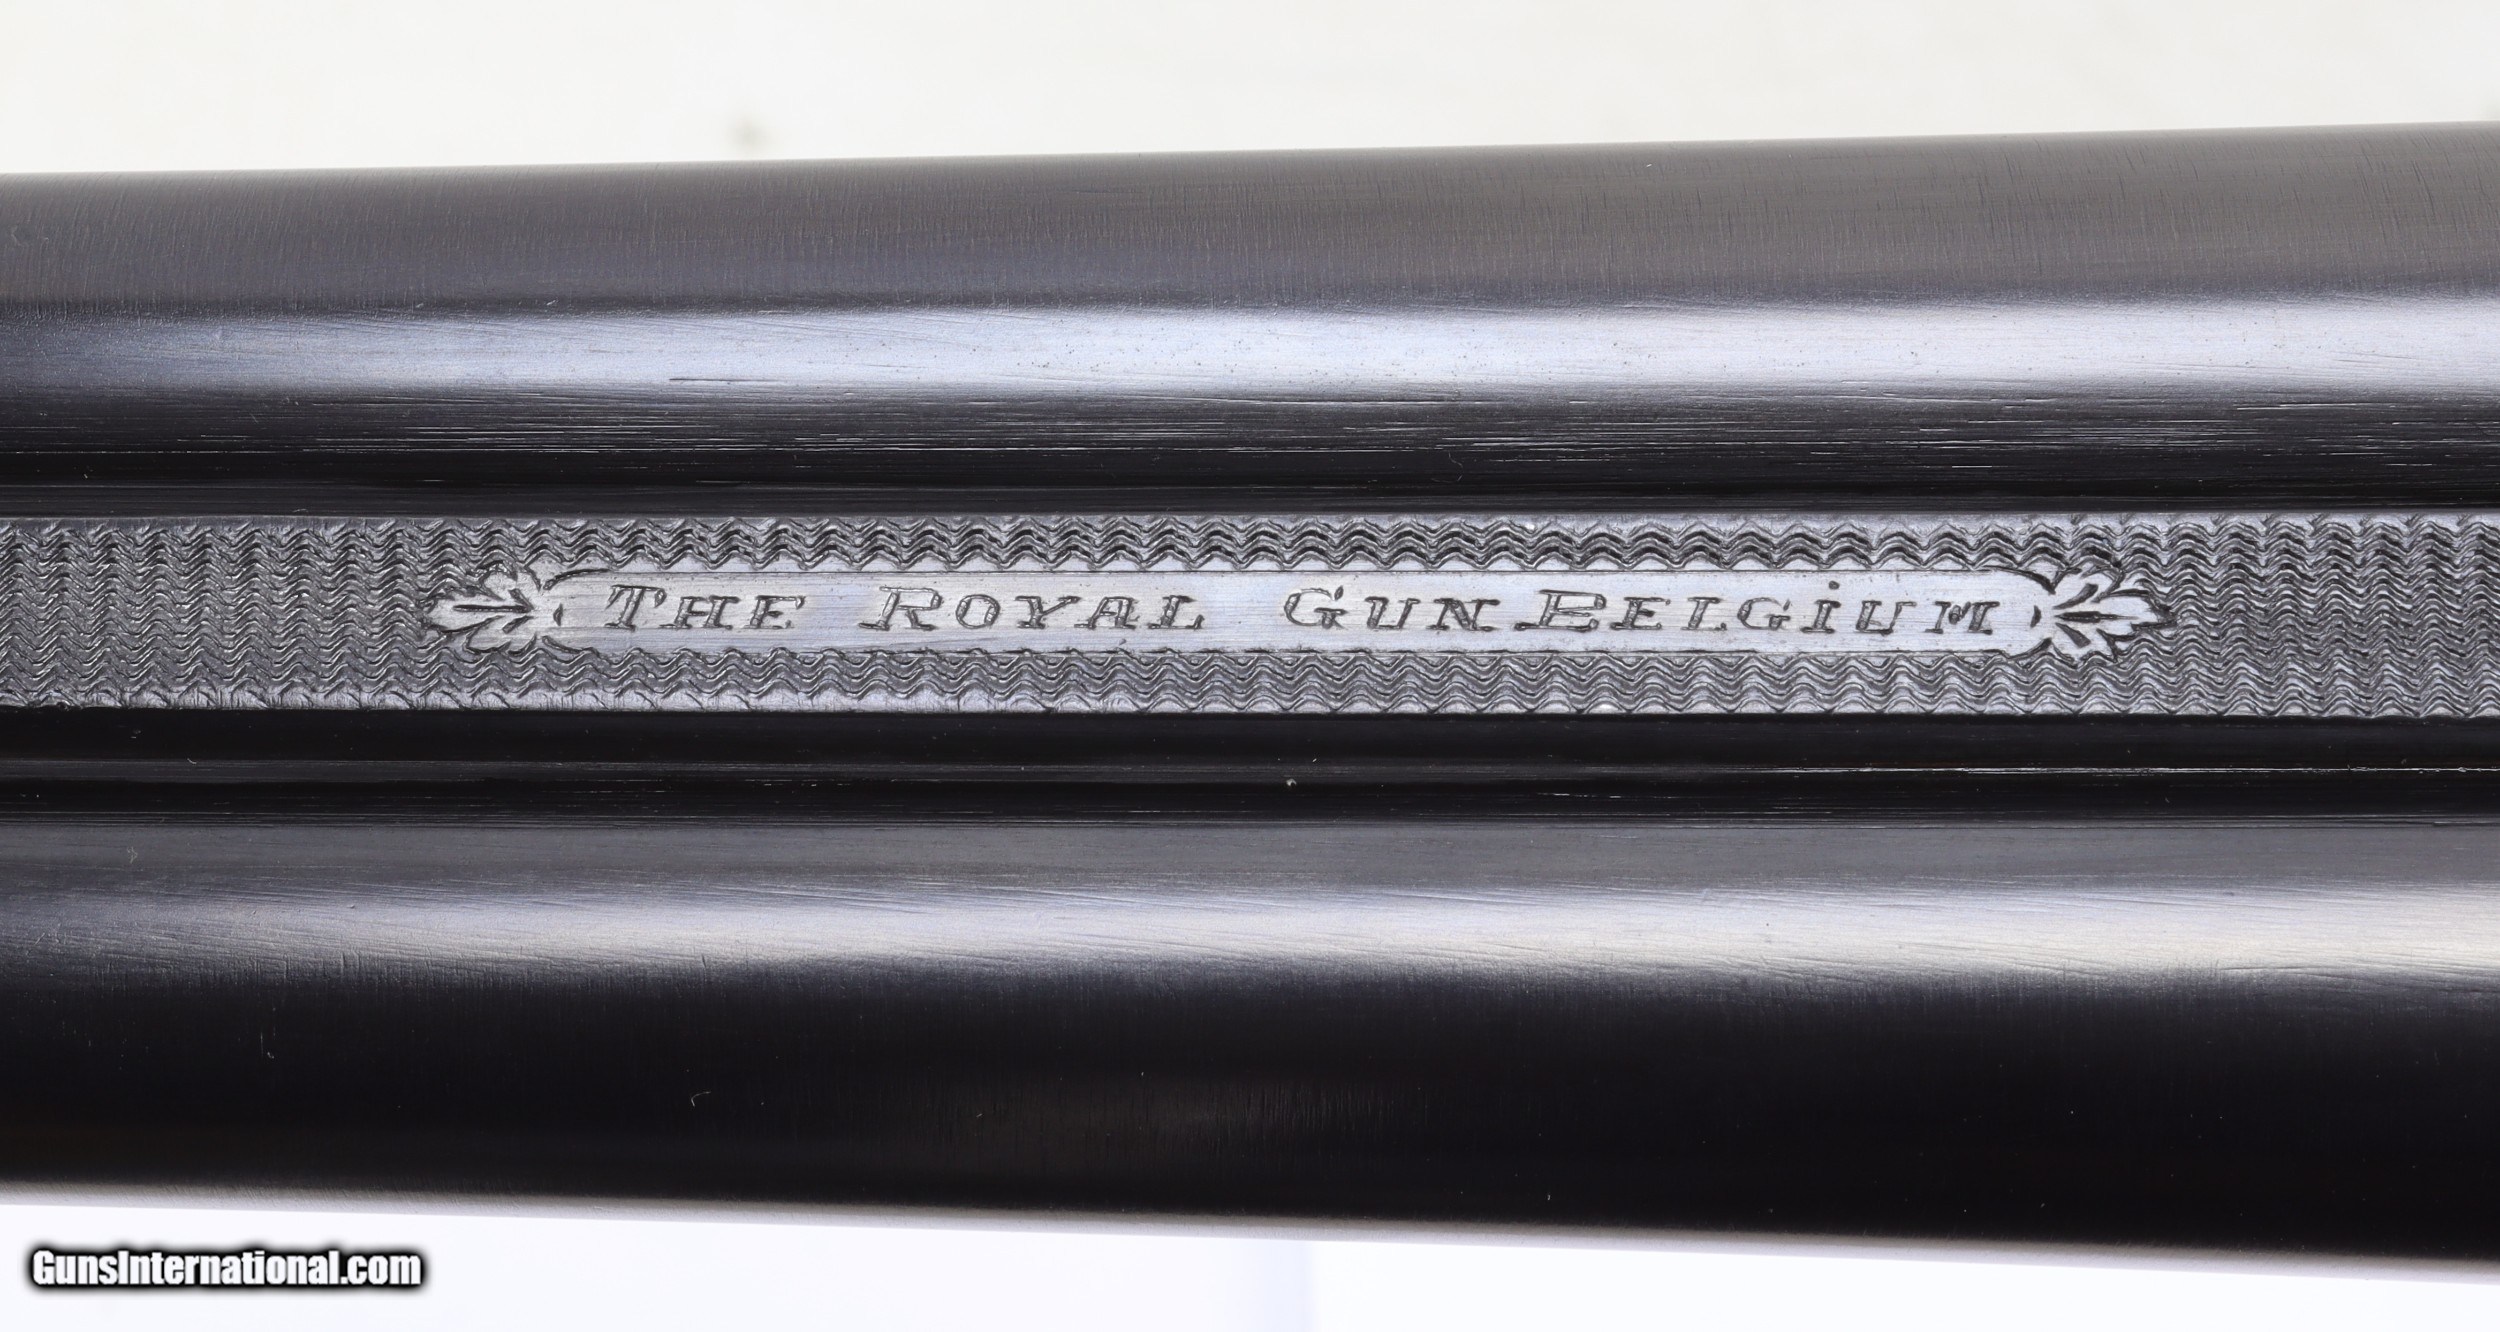 THE ROYAL GUN BELGiUM
GunsInternational.com